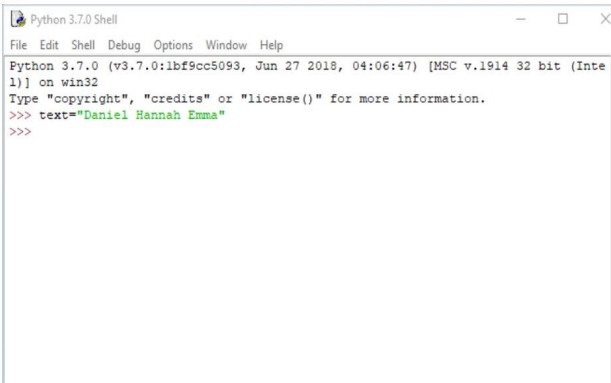 Python 3.7.0 Shell
File Edit Shell Debug Options Window Help
Python 3.7.0 (v3.7.0:1bf9cc5093, Jun 27 2018, 04:06:47) [MSC v.1914 32 bit (Inte
l)] on win32
Type "copyright", "credits" or "license()" for more information.
>>> text="Daniel Hannah Emma"
>>>